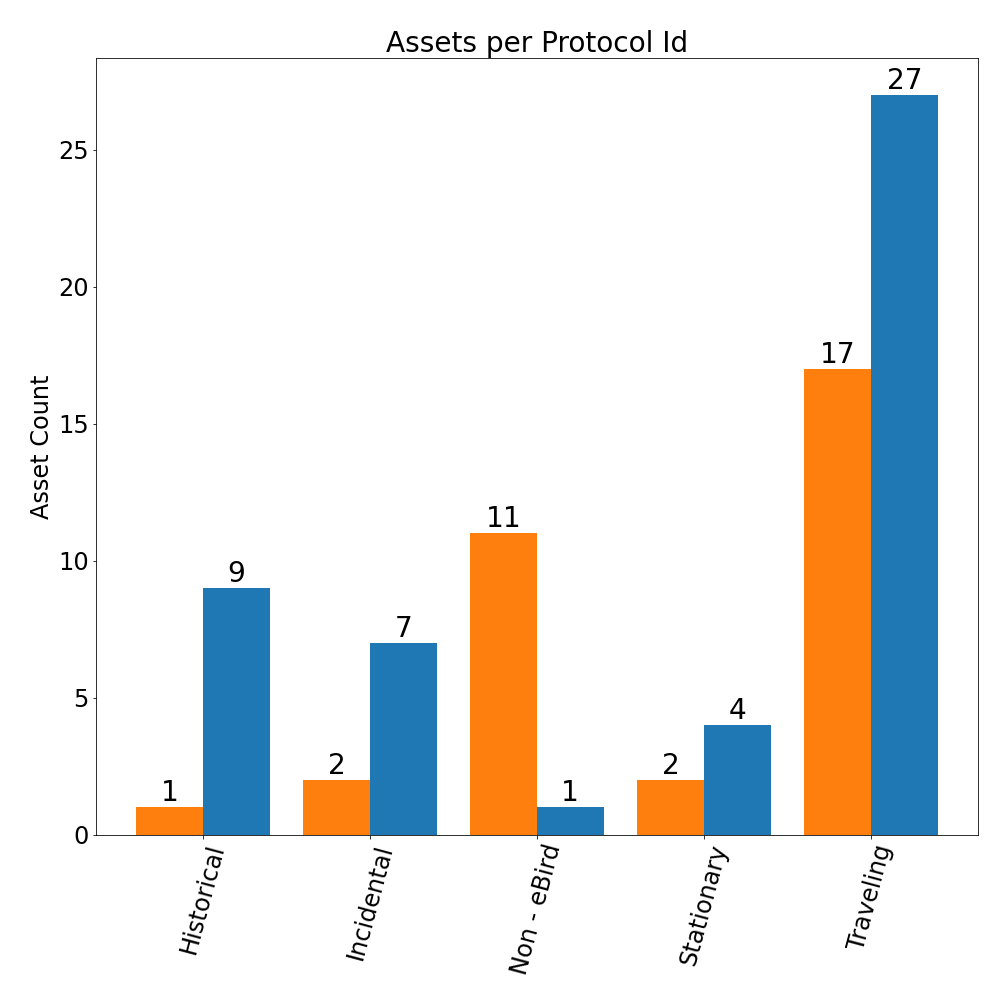 Assets per Protocol Id
Asset Count
25
20
15
10
5
0
1
9
2
7
11
1
2
4
17
27
Historical
Incidental
Non - eBird
Stationary
Traveling